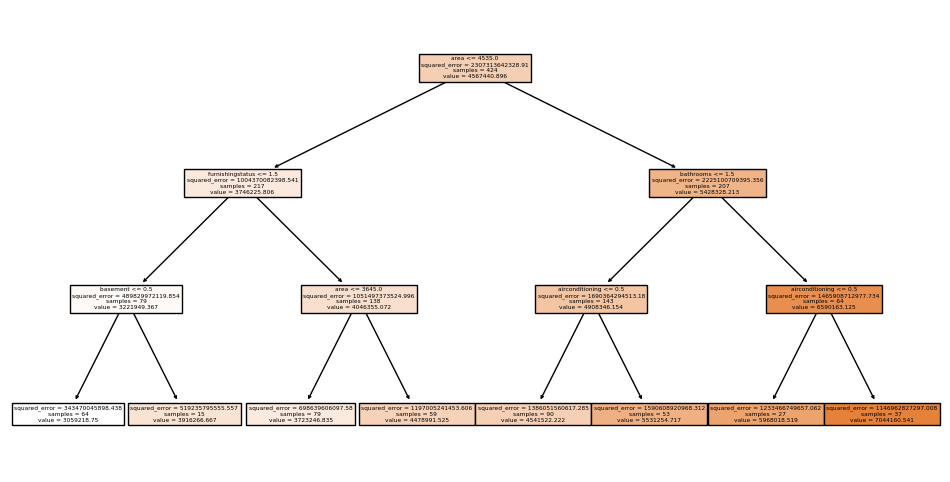 area <= 4535.0
squared_error = 2307313642328.91
samples = 424
value = 4567440.896
furnishingstatus <= 1.5
squared_error = 1004370082398.541
samples = 217
value = 3746225.806
bathrooms <= 1.5
squared_error = 2225100709395.356
samples = 207
value = 5428328.213
basement <= 0.5
squared_error = 489829972119.854
samples = 79
value = 3221949.367
area <= 3645.0
squared_error = 1051497373524.996
samples = 138
value = 4046355.072
airconditioning <= 0.5
squared_error = 1690364294513.18
samples = 143
value = 4908346.154
airconditioning <= 0.5
squared_error = 1465908712977.734
samples = 64
value = 6590163.125
squared_error = 343470045898.438
samples = 64
value = 3059218.75
squared_error = 519235795555.557
samples = 15
value = 3916266.667
squared_error = 698639606097.58
samples = 79
value = 3723246.835
squared_error = 1197005241453.606
samples = 59
value = 4478991.525
squared_error = 1386051560617.285
samples = 90
value = 4541522.222
squared_error = 1590608920968.312
samples = 53
value = 5531254.717
squared_error = 1233466749657.062
samples = 27
value = 5968018.519
squared_error = 1146962827297.008
samples = 37
value = 7044160.541